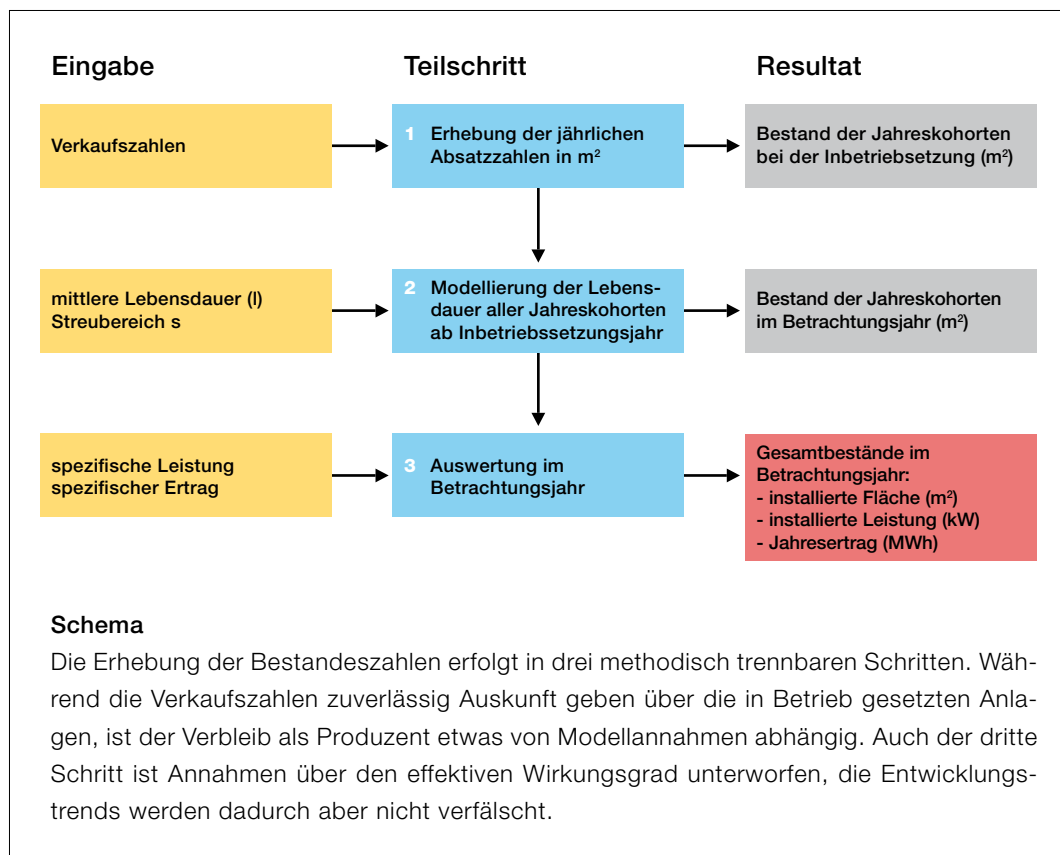 Eingabe
Teilschritt
Resultat
Verkaufszahlen
1 Erhebung der jährlichen
Absatzzahlen in m²
Bestand der Jahreskohorten
bei der Inbetriebsetzung (m²)
mittlere Lebensdauer (l)
Streubereich s
2 Modellierung der Lebens-
dauer aller Jahreskohorten
ab Inbetriebssetzungsjahr
Bestand der Jahreskohorten
im Betrachtungsjahr (m²)
spezifische Leistung
spezifischer Ertrag
3 Auswertung im
Betrachtungsjahr
Gesamtbestände im
Betrachtungsjahr:
- installierte Fläche (m²)
- installierte Leistung (kW)
- Jahresertrag (MWh)
Schema
Die Erhebung der Bestandeszahlen erfolgt in drei methodisch trennbaren Schritten. Wäh-
rend die Verkaufszahlen zuverlässig Auskunft geben über die in Betrieb gesetzten Anla-
gen, ist der Verbleib als Produzent etwas von Modellannahmen abhängig. Auch der dritte
Schritt ist Annahmen über den effektiven Wirkungsgrad unterworfen, die Entwicklungs-
trends werden dadurch aber nicht verfälscht.